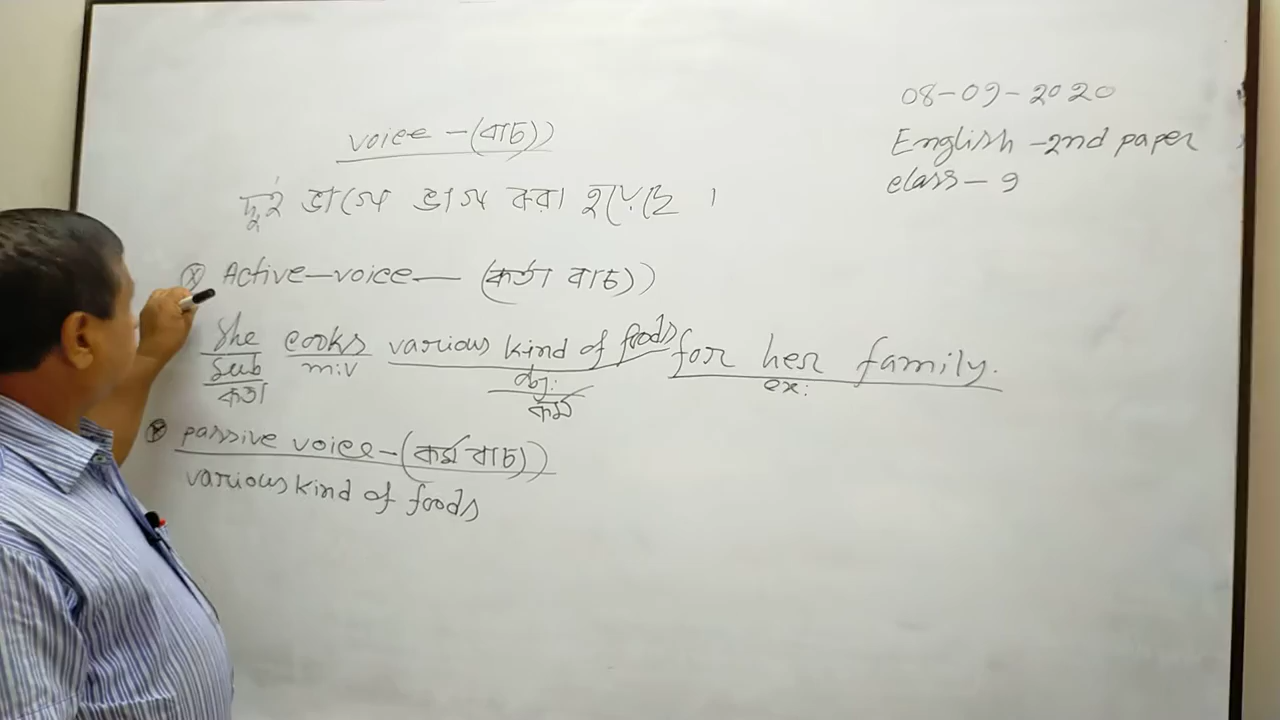 08-09-2020
English -2nd paper
class - 9
voice - (বাচ্য)
দুই ভাগে ভাগ করা হয়েছে ।
Active-voice- (কর্তা বাচ্য)
She cooks various kind of foods for her family.
Sub m:v obj: ex:
কর্তা কর্ম
passive voice - (কর্ম বাচ্য)
various kind of foods